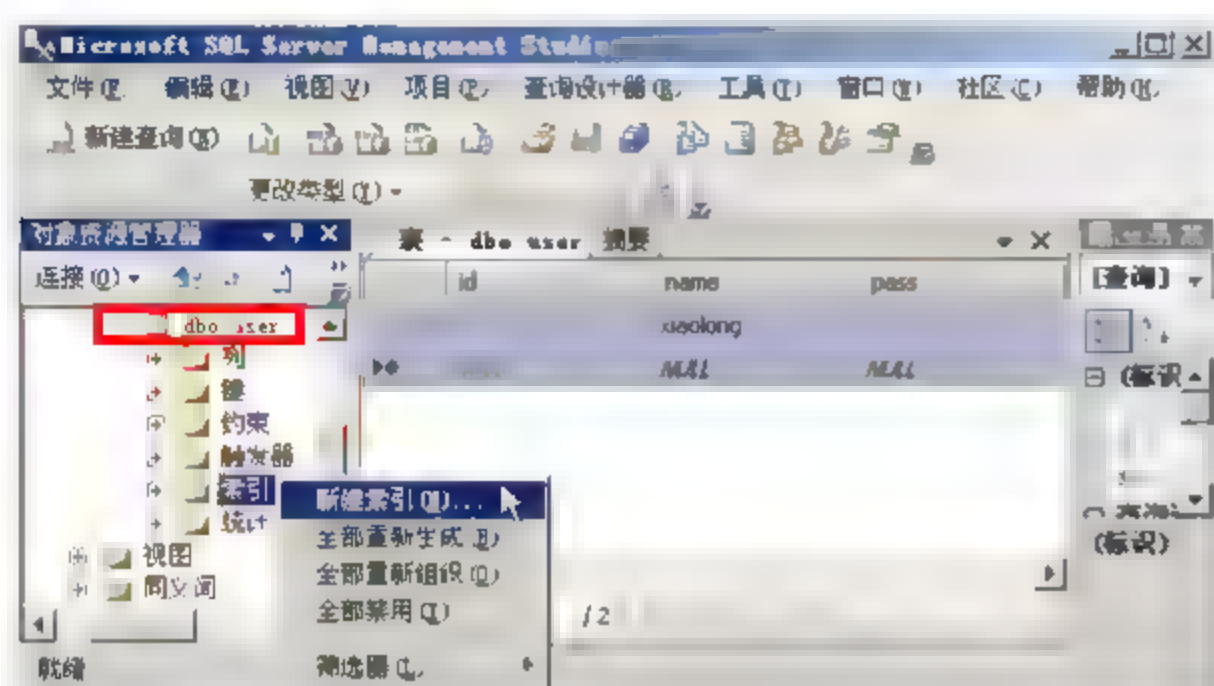 Microsoft SQL Server Management Studio
文件(F) 编辑(E) 视图(V) 项目(P) 查询设计器(R) 工具(T) 窗口(W) 社区(C) 帮助(H)
新建查询(N)
更改类型(Y)
对象资源管理器
表 - dbo user 摘要
连接(O)
id name pass
[查询]
dbo user
xiaolong
列
NULL NULL
(标识
键
约束
触发器
索引
新建索引(N)...
统计
全部重新生成(R)
视图
(标识)
全部重新组织(O)
同义词
全部禁用(I)
/2
就绪
筛选器(L)